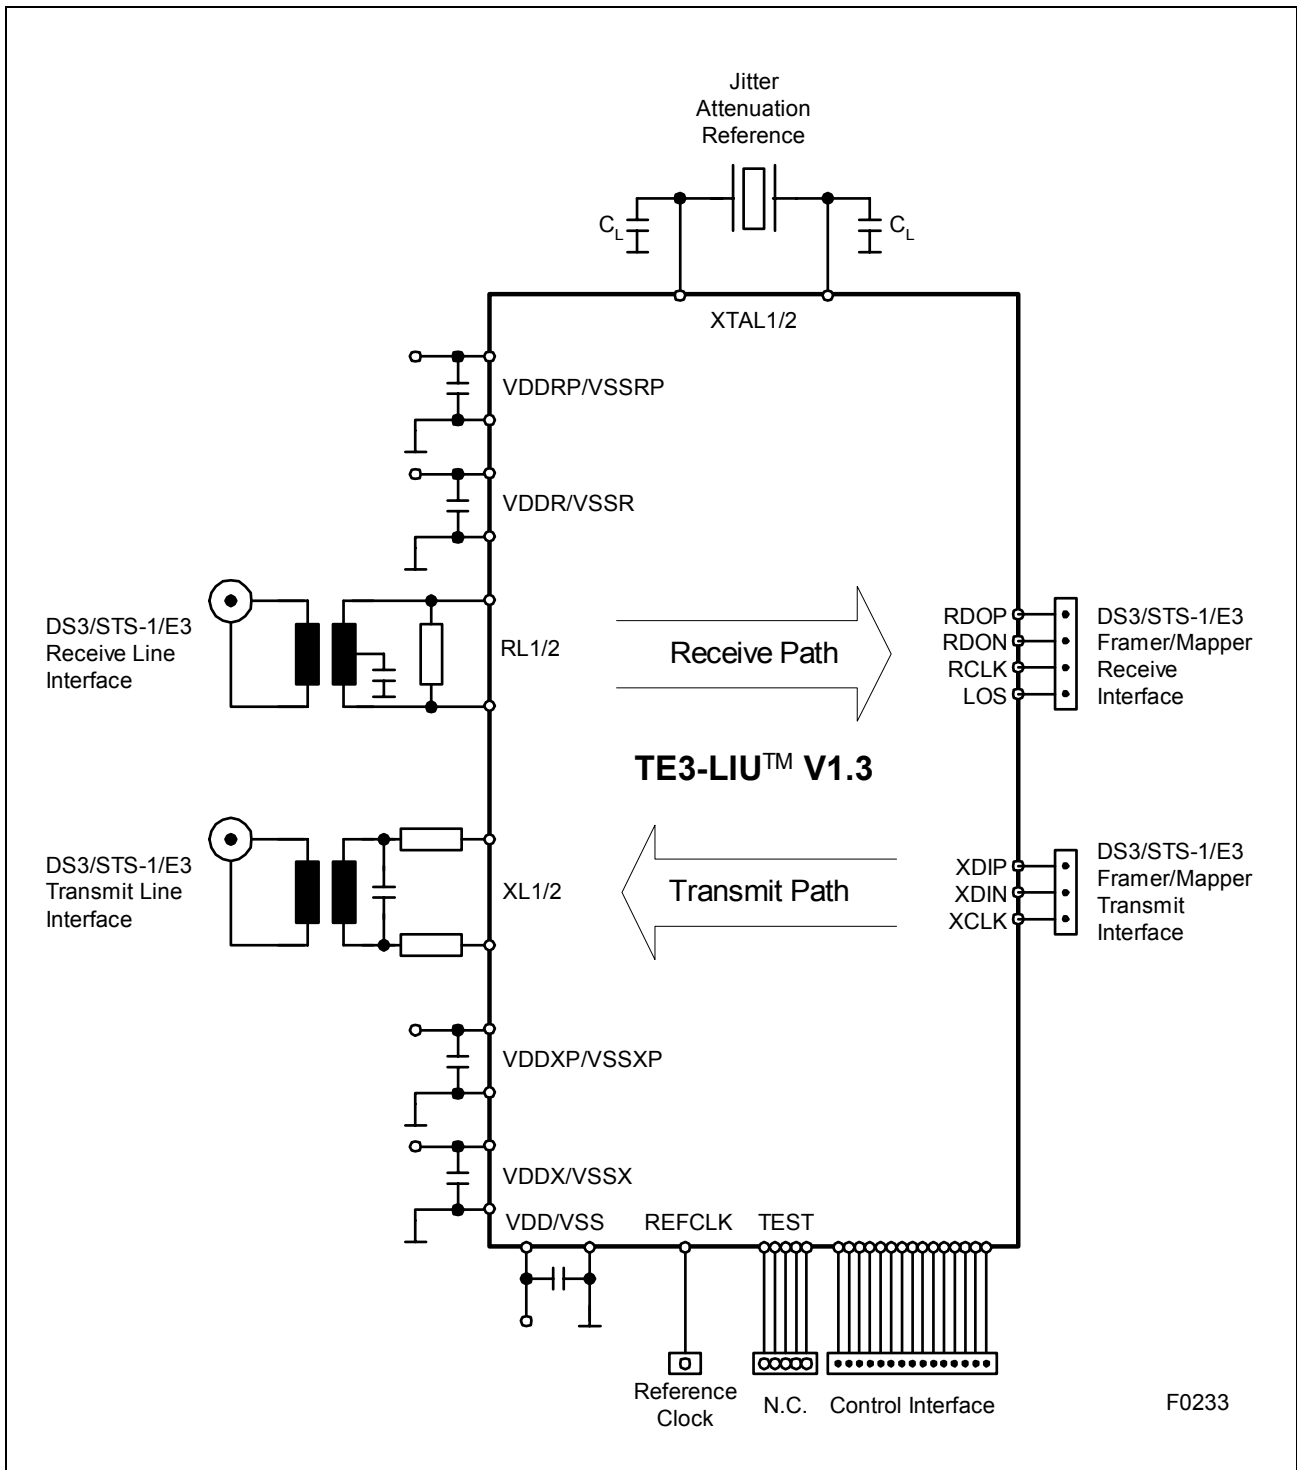 Jitter
Attenuation
Reference
CL
CL
XTAL1/2
VDDRP/VSSRP
VDDR/VSSR
DS3/STS-1/E3
Receive Line
Interface
RL1/2
Receive Path
RDOP
RDON
RCLK
LOS
DS3/STS-1/E3
Framer/Mapper
Receive
Interface
TE3-LIU™ V1.3
DS3/STS-1/E3
Transmit Line
Interface
XL1/2
Transmit Path
XDIP
XDIN
XCLK
DS3/STS-1/E3
Framer/Mapper
Transmit
Interface
VDDXP/VSSXP
VDDX/VSSX
VDD/VSS
REFCLK
TEST
Reference
Clock
N.C.
Control Interface
F0233